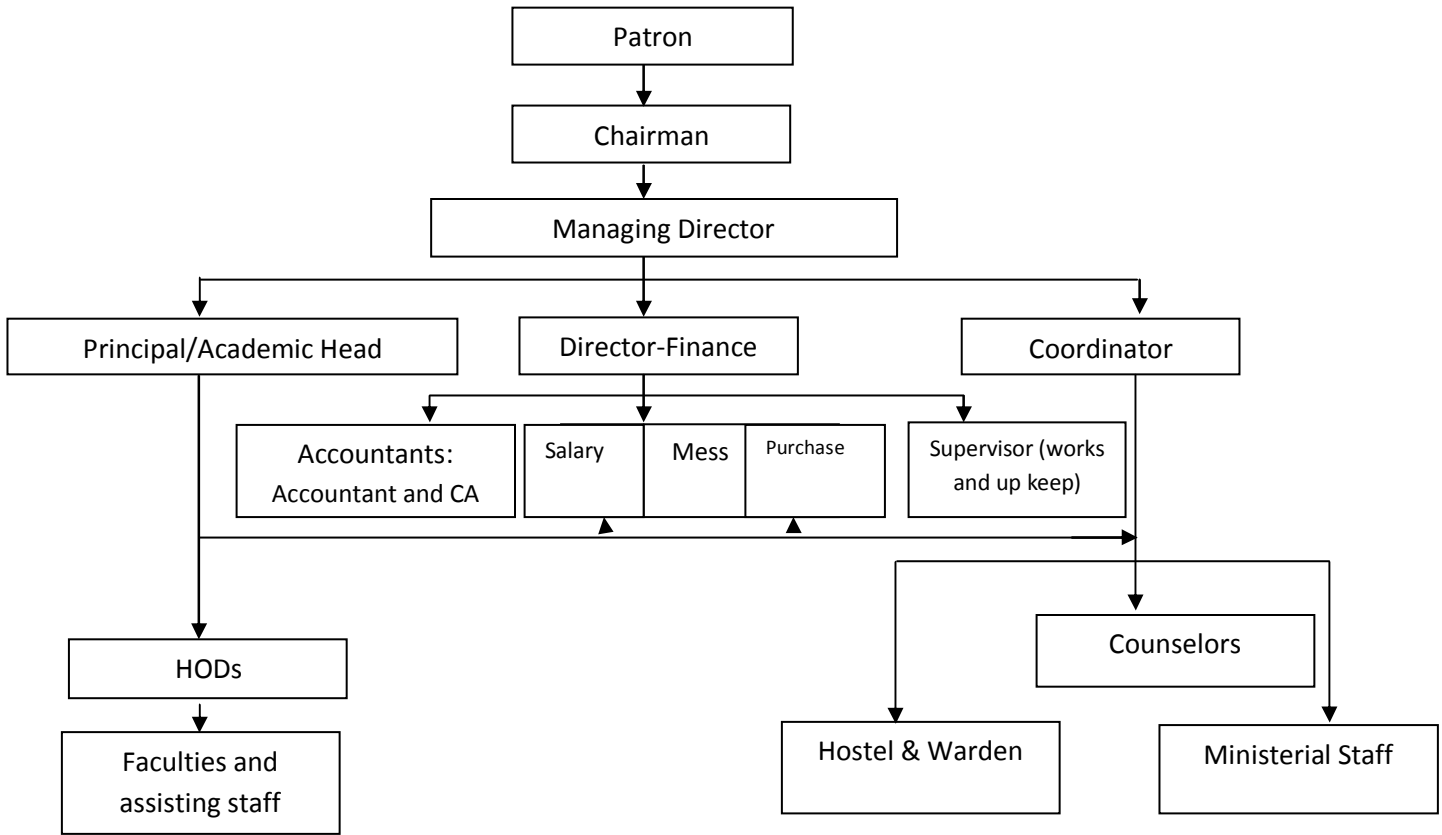 Patron
Chairman
Managing Director
Principal/Academic Head
Director-Finance
Coordinator
Accountants:
Accountant and CA
Salary
Mess
Purchase
Supervisor (works
and up keep)
HODs
Counselors
Faculties and
assisting staff
Hostel & Warden
Ministerial Staff